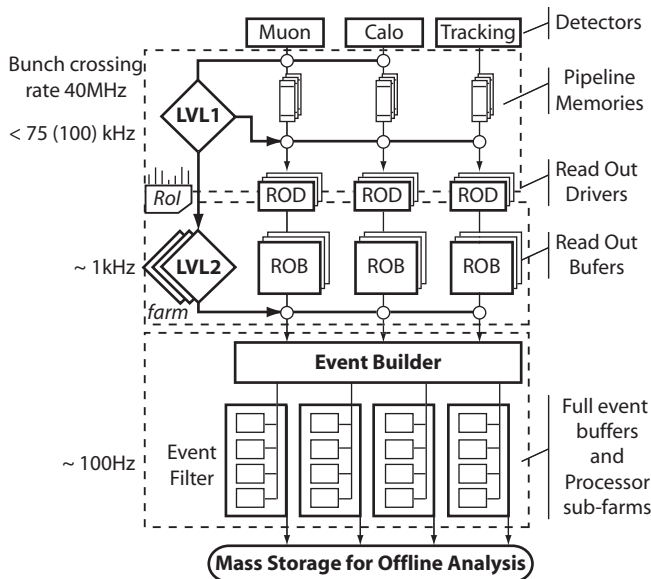 Muon
Calo
Tracking
Detectors
Bunch crossing
rate 40MHz
LVL1
Pipeline
Memories
< 75 (100) kHz
RoI
ROD
ROD
ROD
Read Out
Drivers
~ 1kHz
LVL2
farm
ROB
ROB
ROB
Read Out
Bufers
Event Builder
~ 100Hz
Event
Filter
Full event
buffers
and
Processor
sub-farms
Mass Storage for Offline Analysis